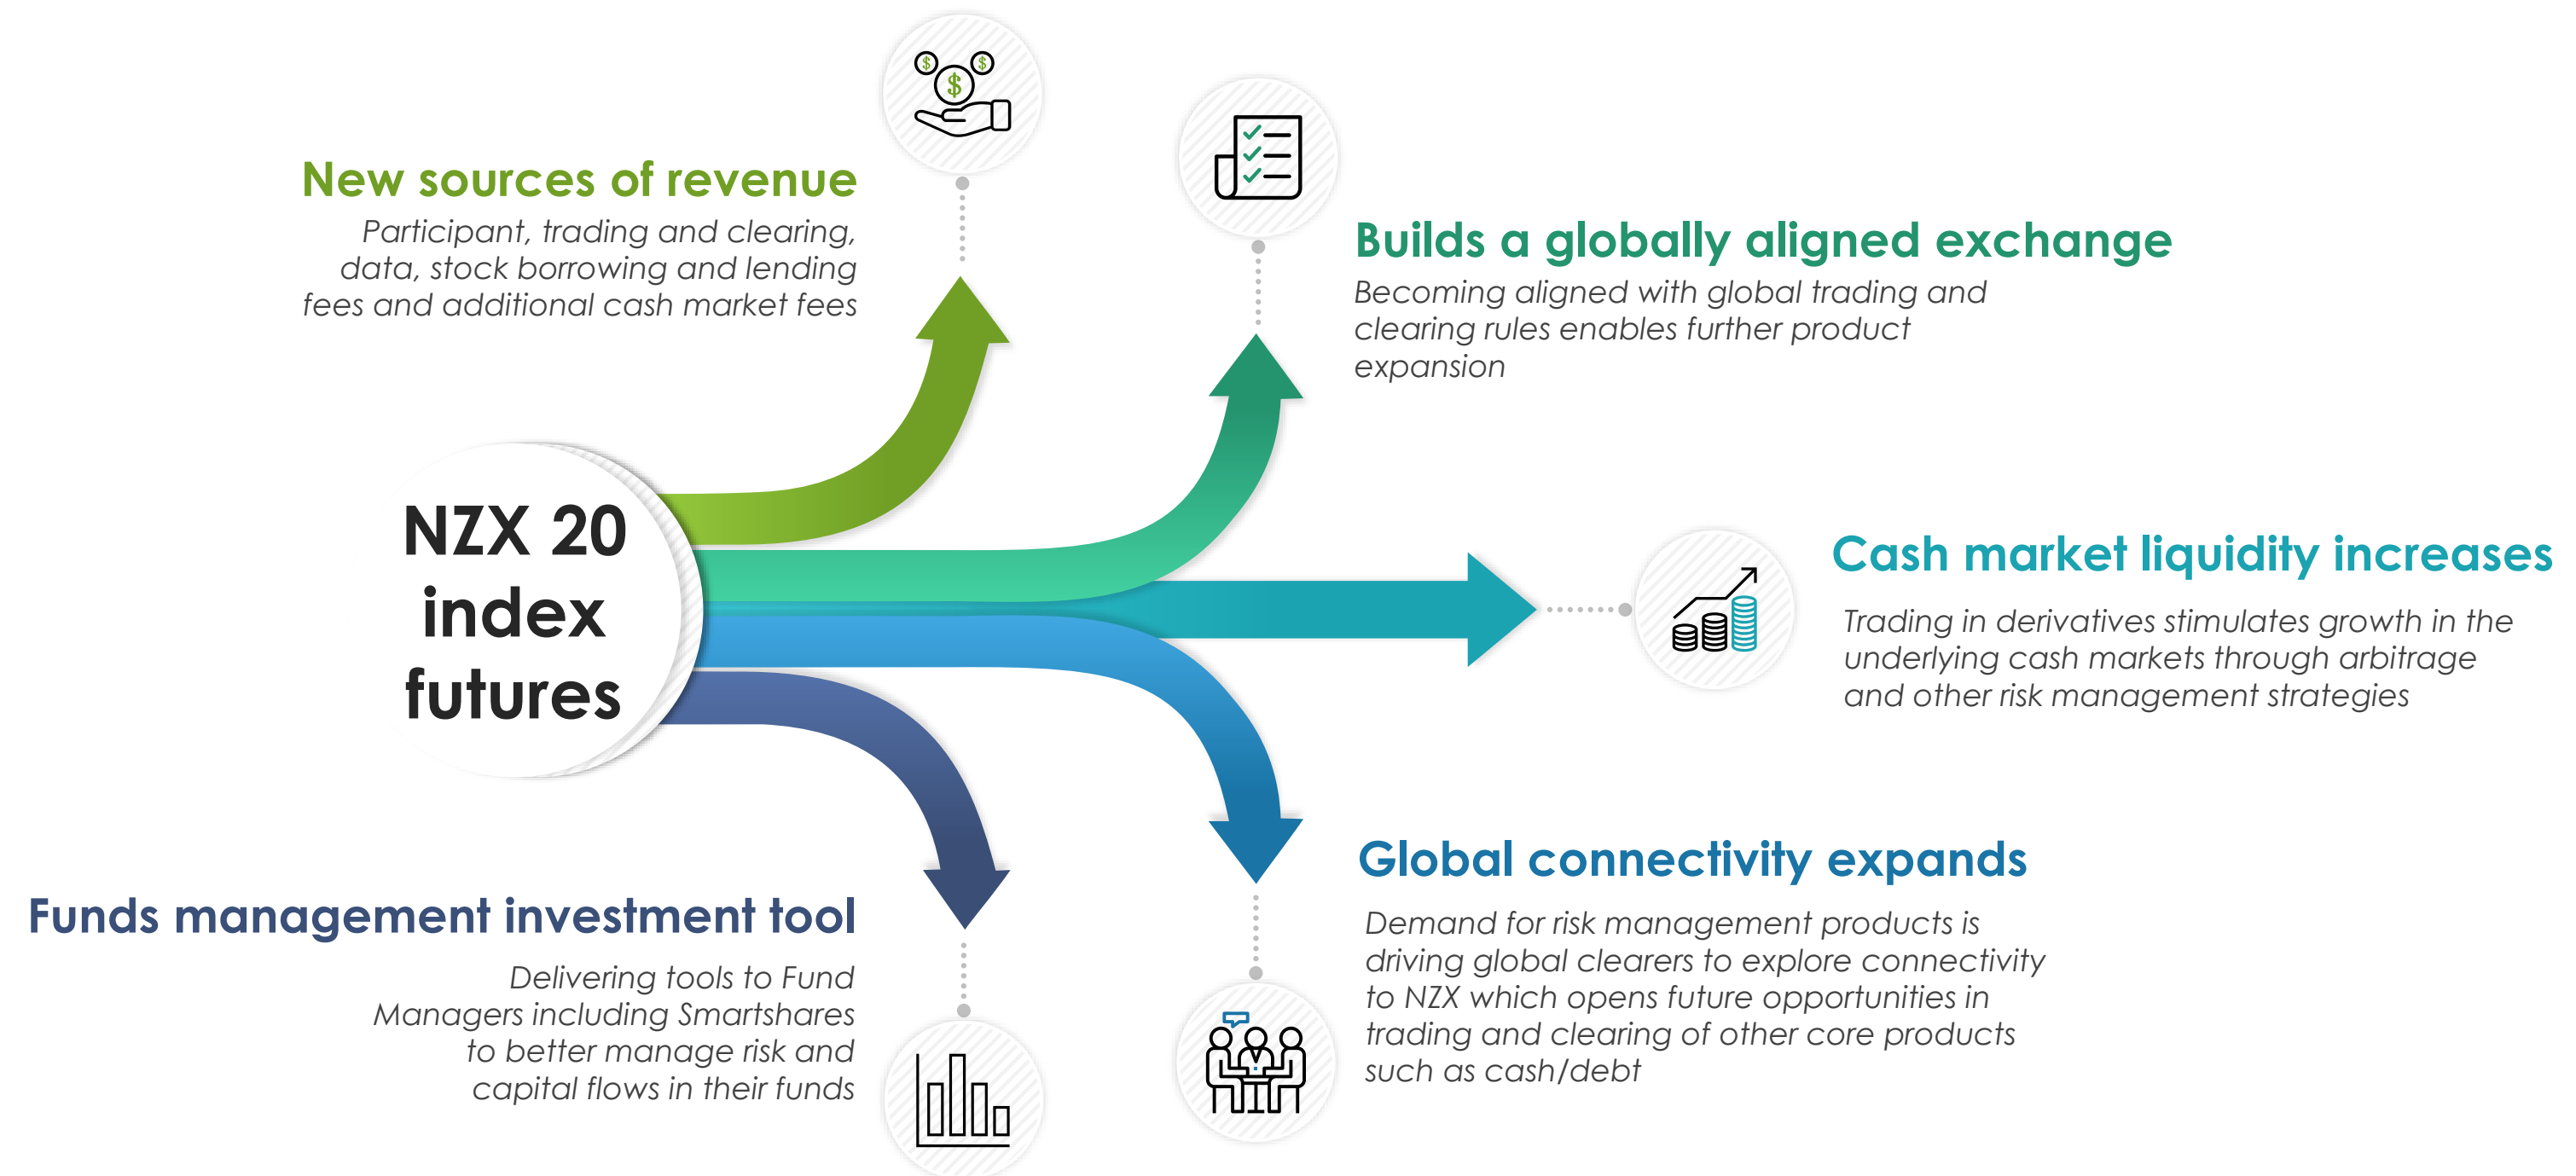 New sources of revenue
Participant, trading and clearing,
data, stock borrowing and lending
fees and additional cash market fees
Builds a globally aligned exchange
Becoming aligned with global trading and
clearing rules enables further product
expansion
NZX 20
index
futures
Cash market liquidity increases
Trading in derivatives stimulates growth in the
underlying cash markets through arbitrage
and other risk management strategies
Global connectivity expands
Demand for risk management products is
driving global clearers to explore connectivity
to NZX which opens future opportunities in
trading and clearing of other core products
such as cash/debt
Funds management investment tool
Delivering tools to Fund
Managers including Smartshares
to better manage risk and
capital flows in their funds